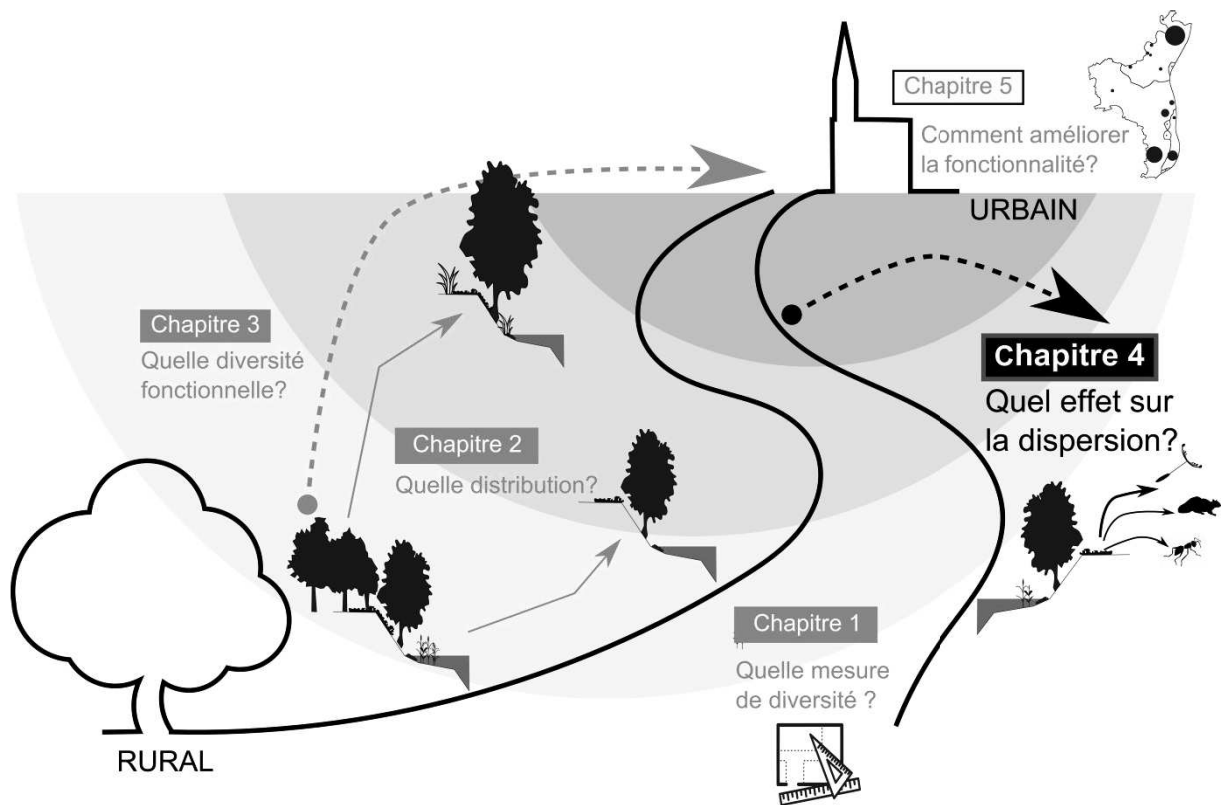 Chapitre 5
Comment améliorer
la fonctionnalité?
URBAIN
Chapitre 3
Quelle diversité
fonctionnelle?
Chapitre 4
Quel effet sur
la dispersion?
Chapitre 2
Quelle distribution?
Chapitre 1
Quelle mesure
de diversité ?
RURAL